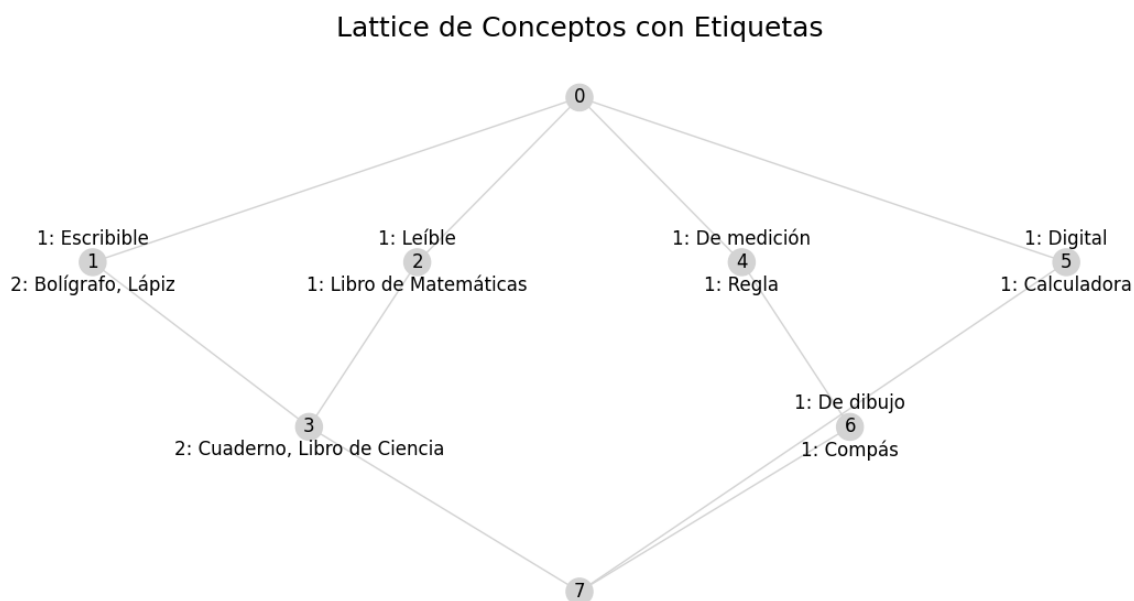 Lattice de Conceptos con Etiquetas
0
1: Escribible
1: Leíble
1: De medición
1: Digital
1
2
4
5
2: Bolígrafo, Lápiz
1: Libro de Matemáticas
1: Regla
1: Calculadora
1: De dibujo
3
6
2: Cuaderno, Libro de Ciencia
1: Compás
7